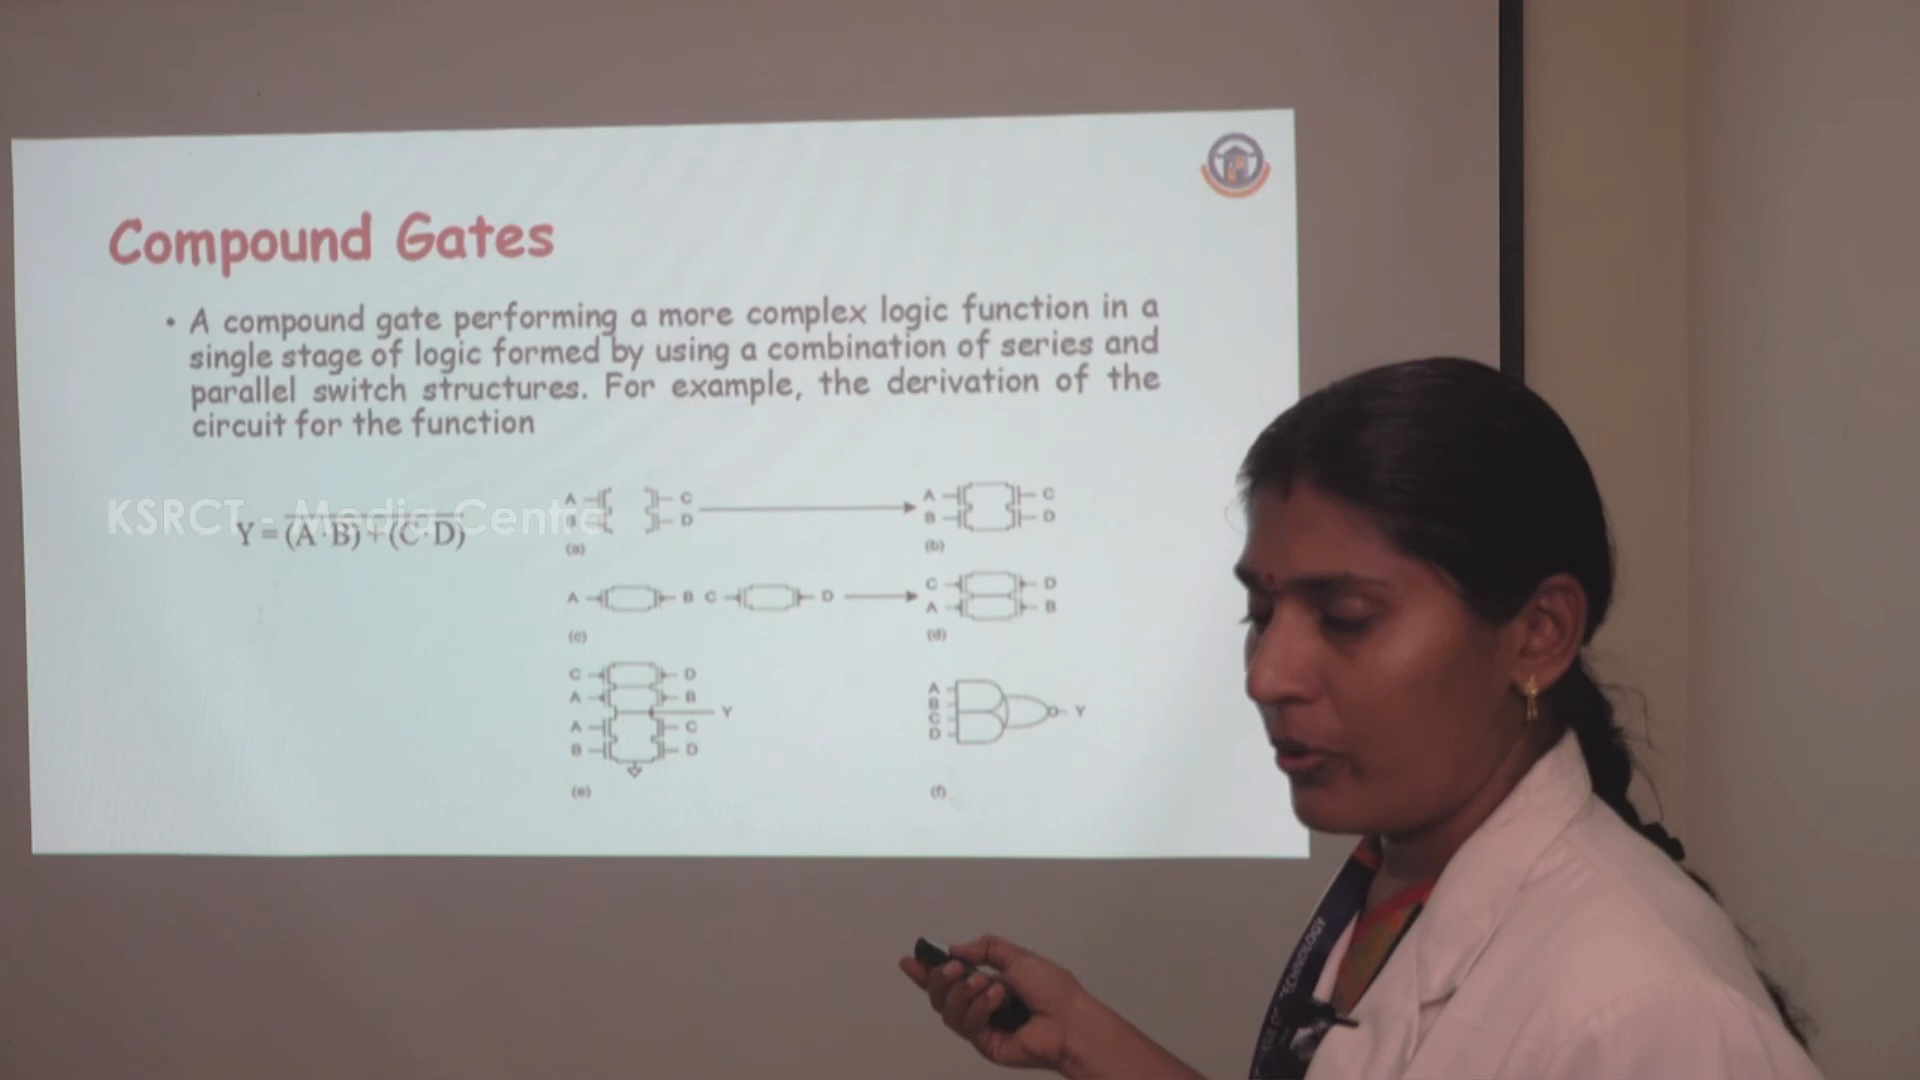 Compound Gates
• A compound gate performing a more complex logic function in a
single stage of logic formed by using a combination of series and
parallel switch structures. For example, the derivation of the
circuit for the function
KSRCT - Media Centre
Y = (A·B)+(C·D)
A C
B D
(a)
A C
B D
(b)
A B C D
(c)
C D
A B
(d)
C D
A B
Y
A C
B D
(e)
A
B
C
D
Y
(f)
TECHNOLOGY